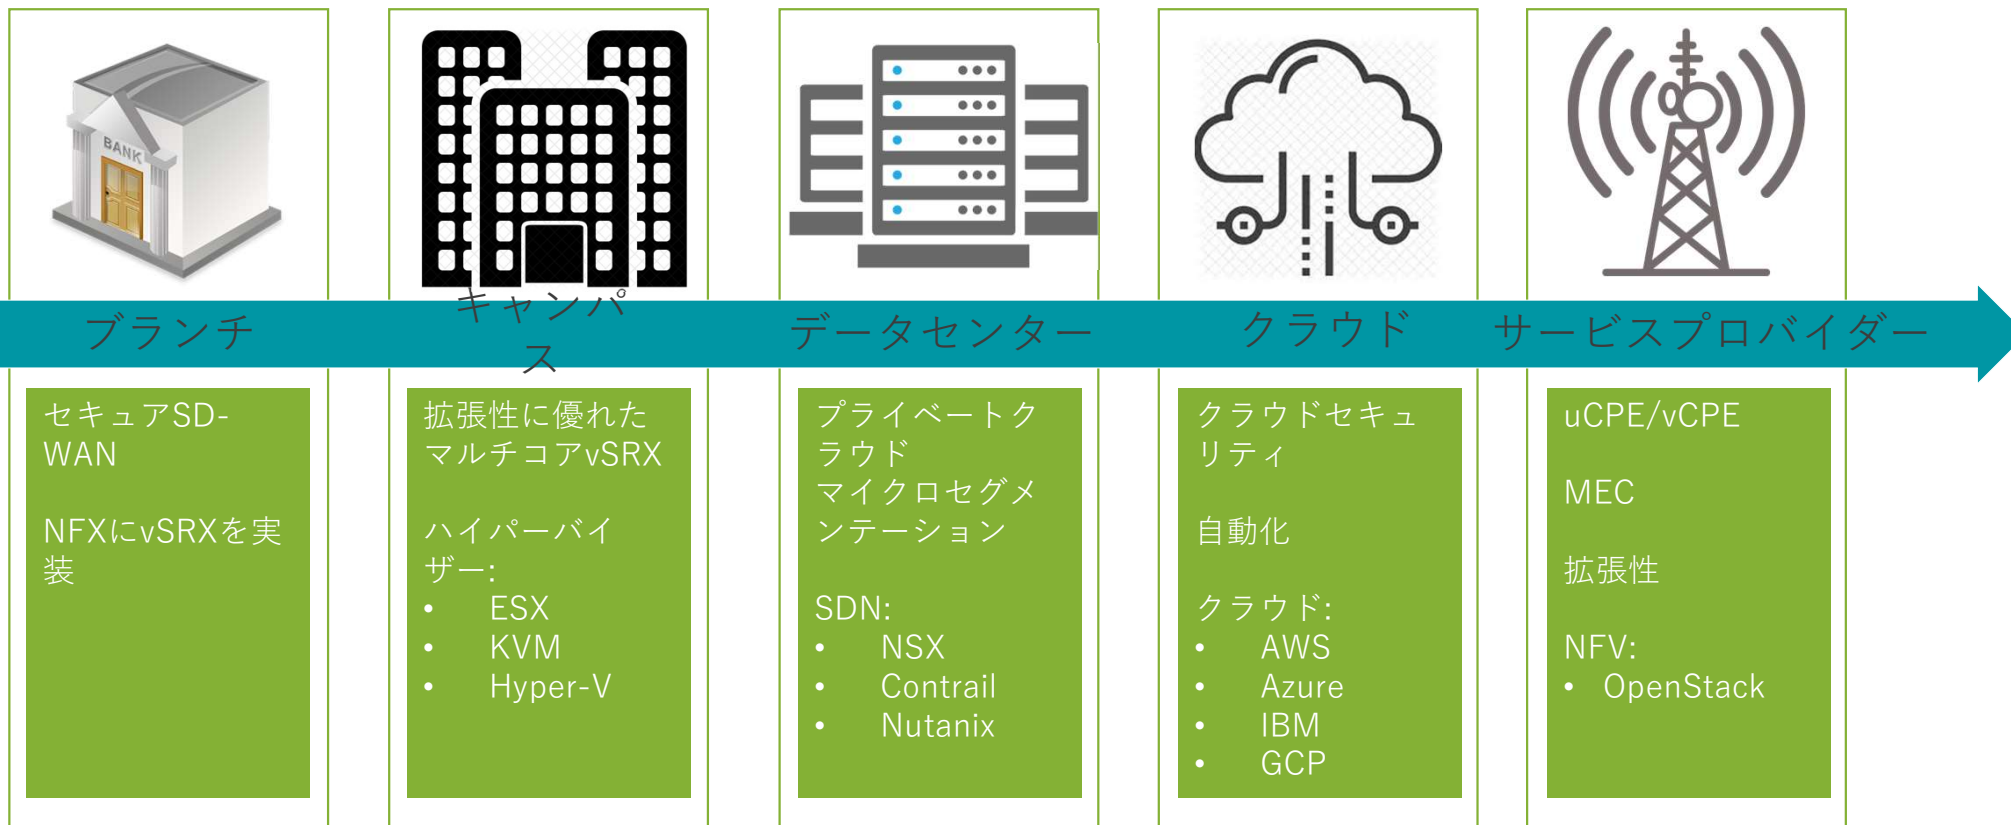 BANK
ブランチ
キャンパ
ス
データセンター
クラウド
サービスプロバイダー
セキュアSD-
WAN
NFXにvSRXを実
装
拡張性に優れた
マルチコアvSRX
ハイパーバイ
ザー:
• ESX
• KVM
• Hyper-V
プライベートク
ラウド
マイクロセグメ
ンテーション
SDN:
• NSX
• Contrail
• Nutanix
クラウドセキュ
リティ
自動化
クラウド:
• AWS
• Azure
• IBM
• GCP
uCPE/vCPE
MEC
拡張性
NFV:
• OpenStack